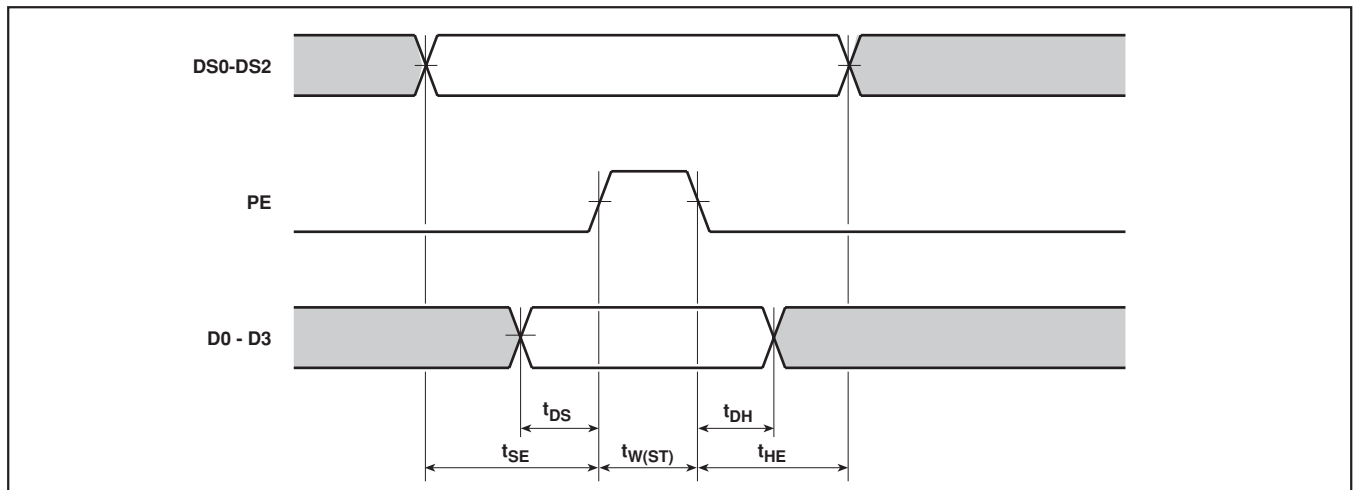 DS0-DS2
PE
D0 - D3
tDS
tDH
tSE
tW(ST)
tHE